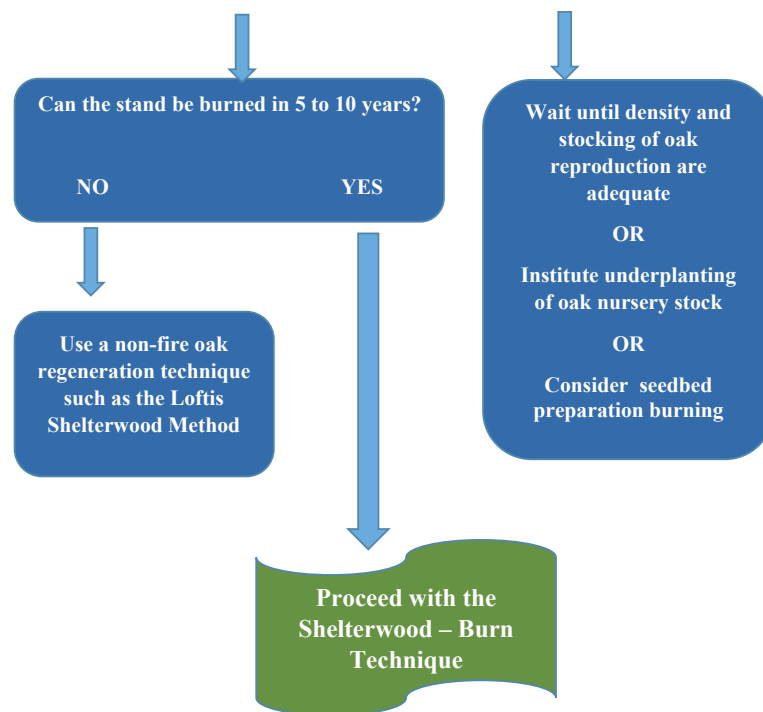 Can the stand be burned in 5 to 10 years?
NO YES
Use a non-fire oak
regeneration technique
such as the Loftis
Shelterwood Method
Wait until density and
stocking of oak
reproduction are
adequate
OR
Institute underplanting
of oak nursery stock
OR
Consider seedbed
preparation burning
Proceed with the
Shelterwood – Burn
Technique